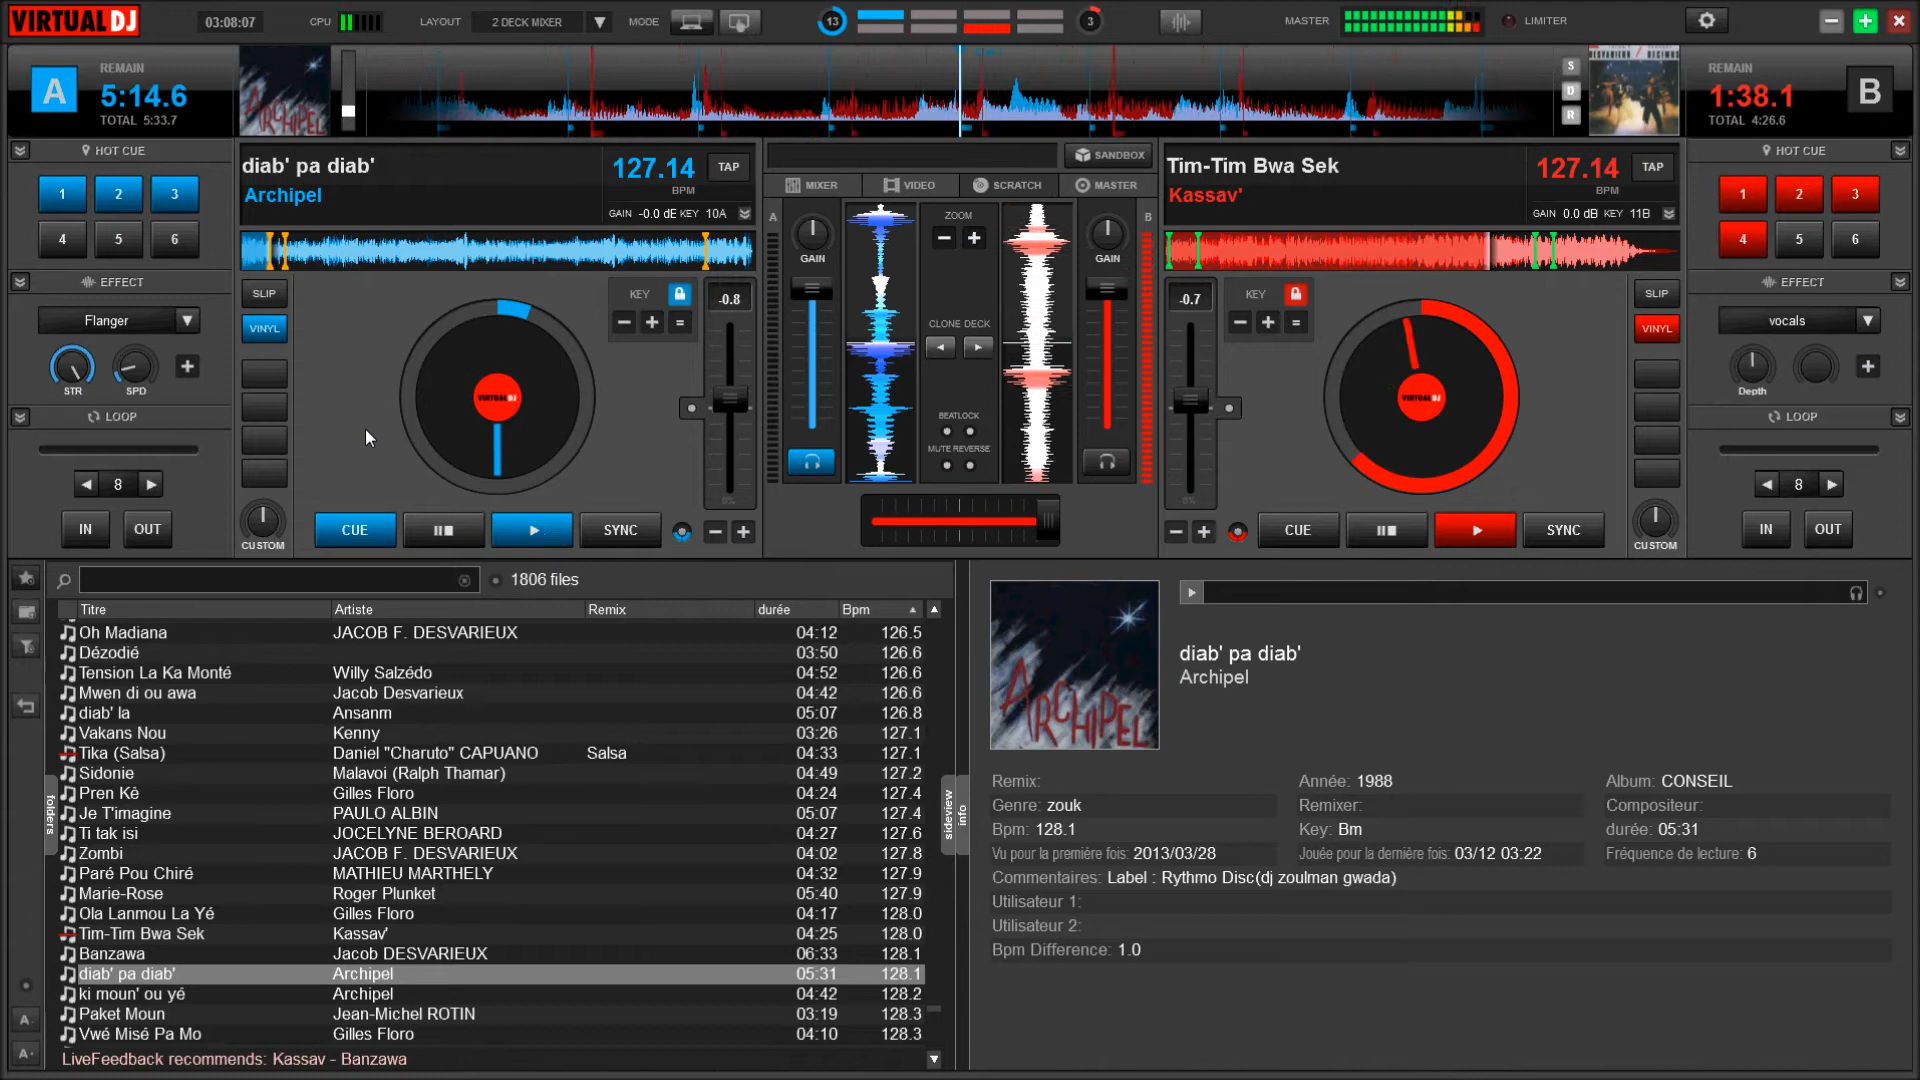 VIRTUAL DJ
03:08:07
CPU
LAYOUT
2 DECK MIXER
MODE
13
3
MASTER
LIMITER
A
REMAIN
5:14.6
TOTAL 5:33.7
ARCHIPEL
S
D
R
REMAIN
1:38.1
TOTAL 4:26.6
B
HOT CUE
diab' pa diab'
Archipel
127.14
BPM
TAP
GAIN -0.0 dE KEY 10A
SANDBOX
MIXER
VIDEO
SCRATCH
MASTER
Tim-Tim Bwa Sek
Kassav'
127.14
BPM
TAP
GAIN 0.0 dB KEY 11B
HOT CUE
1 2 3
4 5 6
A
GAIN
ZOOM
GAIN
B
1 2 3
4 5 6
EFFECT
Flanger
STR
SPD
SLIP
VINYL
KEY
-0.8
CLONE DECK
BEATLOCK
MUTE REVERSE
-0.7
KEY
SLIP
VINYL
EFFECT
vocals
Depth
VIRTUAL DJ
VIRTUAL DJ
LOOP
8
IN
OUT
CUSTOM
0%
CUE
SYNC
0%
CUE
SYNC
CUSTOM
LOOP
8
IN
OUT
1806 files
Titre Artiste Remix durée Bpm
Oh Madiana JACOB F. DESVARIEUX 04:12 126.5
Dézodié 03:50 126.6
Tension La Ka Monté Willy Salzédo 04:52 126.6
Mwen di ou awa Jacob Desvarieux 04:42 126.6
diab' la Ansanm 05:07 126.8
Vakans Nou Kenny 03:26 127.1
Tika (Salsa) Daniel "Charuto" CAPUANO Salsa 04:33 127.1
Sidonie Malavoi (Ralph Thamar) 04:49 127.2
Pren Kê Gilles Floro 04:24 127.4
Je T'imagine PAULO ALBIN 05:07 127.4
Ti tak isi JOCELYNE BEROARD 04:27 127.6
Zombi JACOB F. DESVARIEUX 04:02 127.8
Paré Pou Chiré MATHIEU MARTHELY 04:32 127.9
Marie-Rose Roger Plunket 05:40 127.9
Ola Lanmou La Yé Gilles Floro 04:17 128.0
Tim-Tim Bwa Sek Kassav' 04:25 128.0
Banzawa Jacob DESVARIEUX 06:33 128.1
diab' pa diab' Archipel 05:31 128.1
ki moun' ou yé Archipel 04:42 128.2
Paket Moun Jean-Michel ROTIN 03:19 128.3
Vwé Misé Pa Mo Gilles Floro 04:10 128.3
LiveFeedback recommends: Kassav - Banzawa
folders
sideview
info
ARCHIPEL
diab' pa diab'
Archipel
Remix: Année: 1988 Album: CONSEIL
Genre: zouk Remixer: Compositeur:
Bpm: 128.1 Key: Bm durée: 05:31
Vu pour la première fois: 2013/03/28 Jouée pour la dernière fois: 03/12 03:22 Fréquence de lecture: 6
Commentaires: Label : Rythmo Disc(dj zoulman gwada)
Utilisateur 1:
Utilisateur 2:
Bpm Difference: 1.0